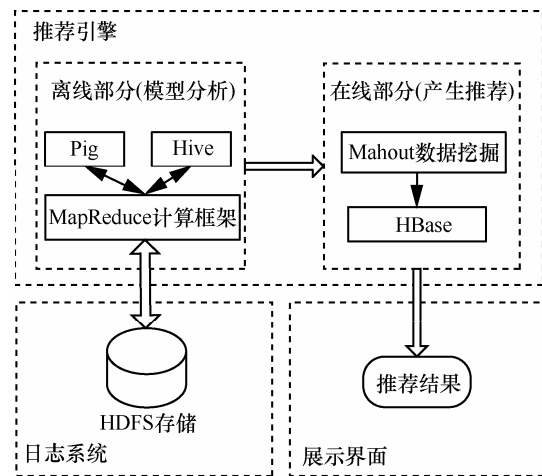 推荐引擎
离线部分(模型分析)
Pig
Hive
MapReduce计算框架
在线部分(产生推荐)
Mahout数据挖掘
HBase
HDFS存储
日志系统
推荐结果
展示界面